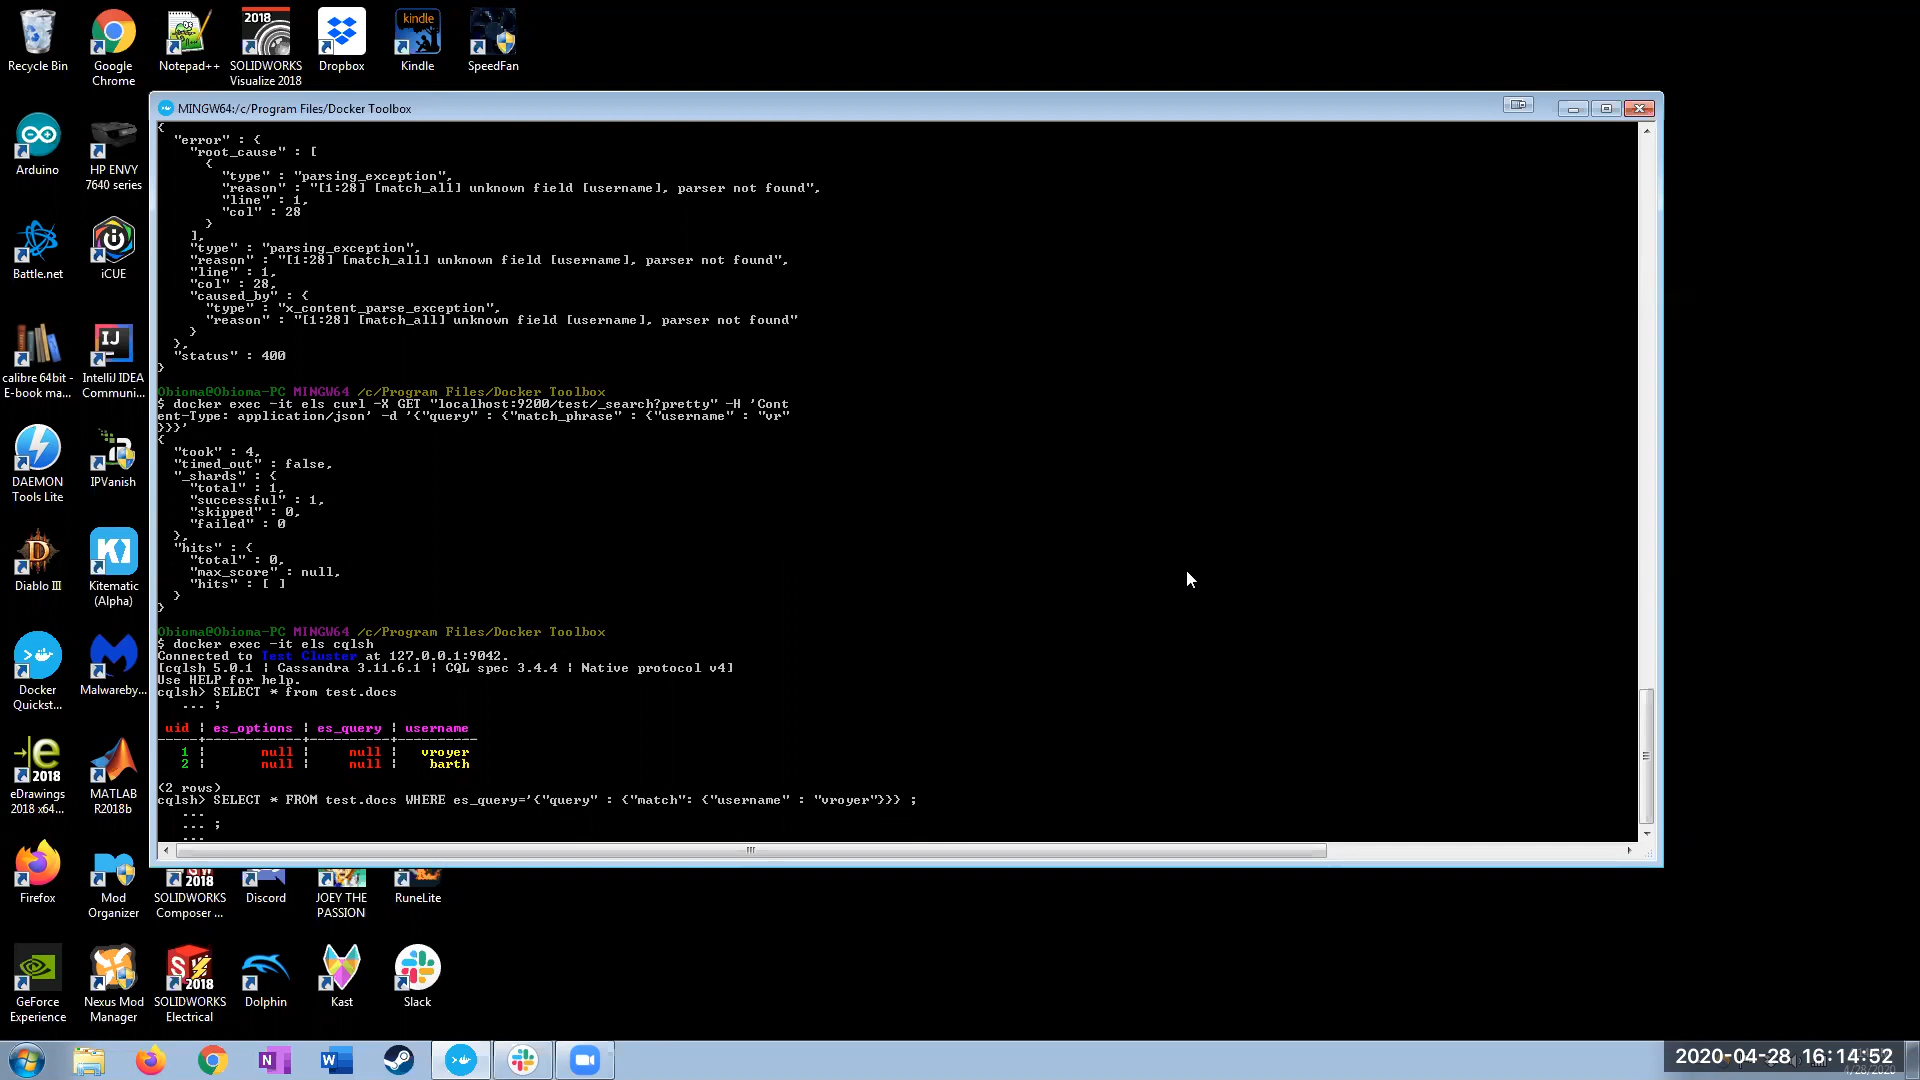 Recycle Bin
Google Chrome
Notepad++
2018
SOLIDWORKS Visualize 2018
Dropbox
kindle
Kindle
SpeedFan
Arduino
HP ENVY 7640 series
Battle.net
iCUE
calibre 64bit - E-book ma...
IJ
IntelliJ IDEA Communi...
DAEMON Tools Lite
IPVanish
Diablo III
Kitematic (Alpha)
Docker Quickst...
Malwareby...
2018
eDrawings 2018 x64...
MATLAB R2018b
Firefox
Mod Organizer
2018
SOLIDWORKS Composer ...
Discord
JOEY THE PASSION
RuneLite
GeForce Experience
Nexus Mod Manager
2018
SOLIDWORKS Electrical
Dolphin
Kast
Slack
MINGW64:/c/Program Files/Docker Toolbox
{
"error" : {
"root_cause" : [
{
"type" : "parsing_exception",
"reason" : "[1:28] [match_all] unknown field [username], parser not found",
"line" : 1,
"col" : 28
}
],
"type" : "parsing_exception",
"reason" : "[1:28] [match_all] unknown field [username], parser not found",
"line" : 1,
"col" : 28,
"caused_by" : {
"type" : "x_content_parse_exception",
"reason" : "[1:28] [match_all] unknown field [username], parser not found"
}
},
"status" : 400
}
Obioma@Obioma-PC MINGW64 /c/Program Files/Docker Toolbox
$ docker exec -it els curl -X GET "localhost:9200/test/_search?pretty" -H 'Cont
ent-Type: application/json' -d '{"query" : {"match_phrase" : {"username" : "vr"
}}}'
{
"took" : 4,
"timed_out" : false,
"_shards" : {
"total" : 1,
"successful" : 1,
"skipped" : 0,
"failed" : 0
},
"hits" : {
"total" : 0,
"max_score" : null,
"hits" : [ ]
}
}
Obioma@Obioma-PC MINGW64 /c/Program Files/Docker Toolbox
$ docker exec -it els cqlsh
Connected to Test Cluster at 127.0.0.1:9042.
[cqlsh 5.0.1 | Cassandra 3.11.6.1 | CQL spec 3.4.4 | Native protocol v4]
Use HELP for help.
cqlsh> SELECT * from test.docs
... ;
uid | es_options | es_query | username
-----+------------+----------+----------
1 | null | null | vroyer
2 | null | null | barth
(2 rows)
cqlsh> SELECT * FROM test.docs WHERE es_query='{"query" : {"match": {"username" : "vroyer"}}} ;
...
... ;
...
2020-04-28 16:14:52